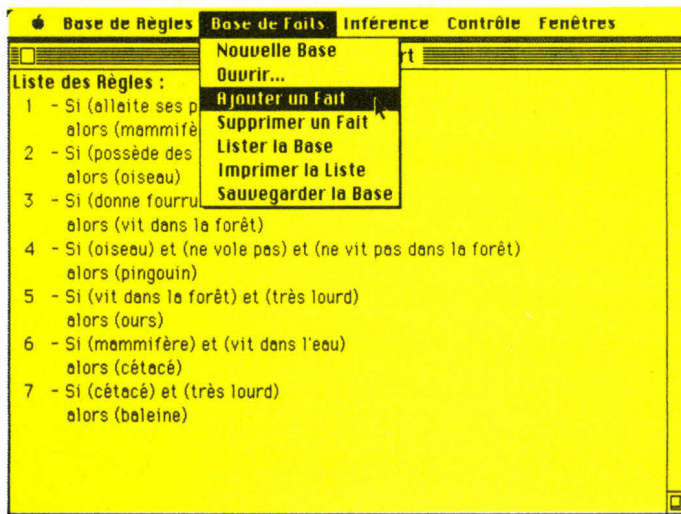 Base de Règles Base de Faits Inférence Contrôle Fenêtres
Nouvelle Base
Ouvrir...
Ajouter un Fait
Supprimer un Fait
Lister la Base
Imprimer la Liste
Sauvegarder la Base
rt
Liste des Règles :
1 - Si (allaite ses p
alors (mammifè
2 - Si (possède des
alors (oiseau)
3 - Si (donne fourru
alors (vit dans la forêt)
4 - Si (oiseau) et (ne vole pas) et (ne vit pas dans la forêt)
alors (pingouin)
5 - Si (vit dans la forêt) et (très lourd)
alors (ours)
6 - Si (mammifère) et (vit dans l'eau)
alors (cétacé)
7 - Si (cétacé) et (très lourd)
alors (baleine)